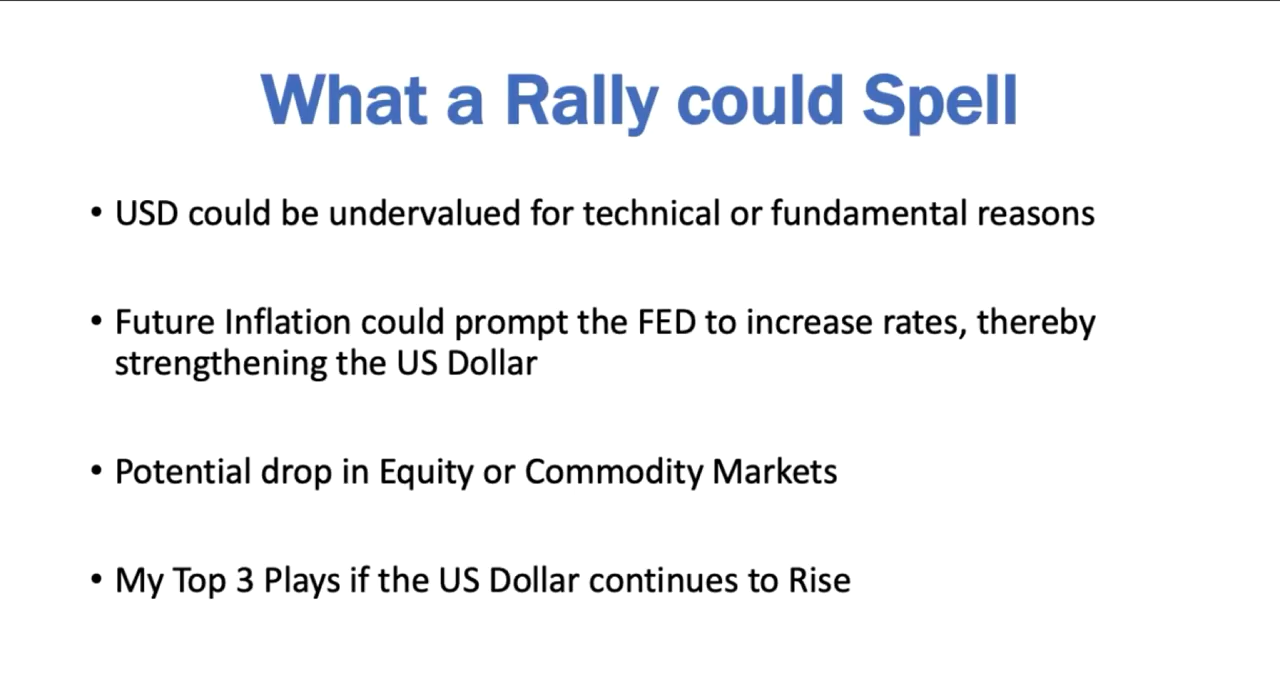 What a Rally could Spell
• USD could be undervalued for technical or fundamental reasons
• Future Inflation could prompt the FED to increase rates, thereby
strengthening the US Dollar
• Potential drop in Equity or Commodity Markets
• My Top 3 Plays if the US Dollar continues to Rise